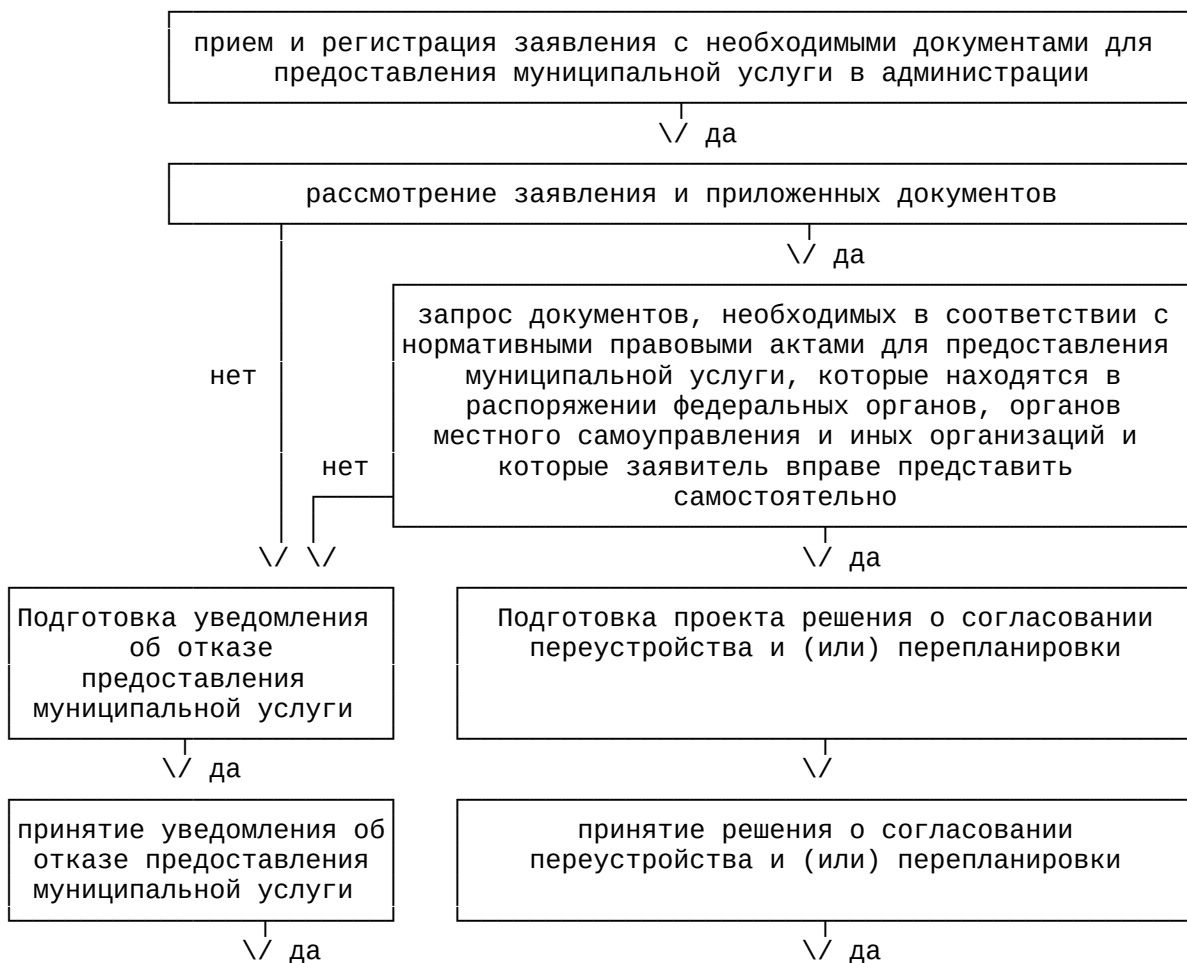 прием и регистрация заявления с необходимыми документами для
предоставления муниципальной услуги в администрации
\/ да
рассмотрение заявления и приложенных документов
\/ да
запрос документов, необходимых в соответствии с
нормативными правовыми актами для предоставления
муниципальной услуги, которые находятся в
распоряжении федеральных органов, органов
местного самоуправления и иных организаций и
которые заявитель вправе представить
самостоятельно
нет
нет
\/ \/
\/ да
Подготовка уведомления
об отказе
предоставления
муниципальной услуги
Подготовка проекта решения о согласовании
переустройства и (или) перепланировки
\/ да
\/
принятие уведомления об
отказе предоставления
муниципальной услуги
принятие решения о согласовании
переустройства и (или) перепланировки
\/ да
\/ да